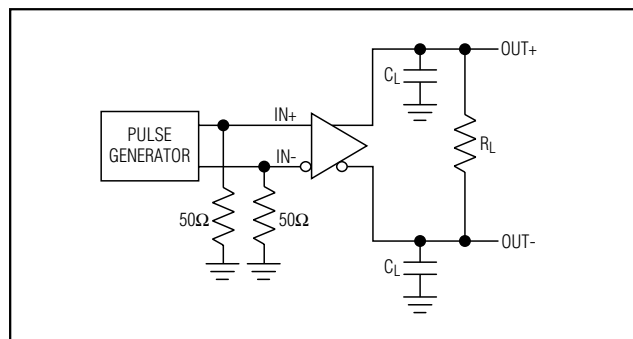 OUT+
C_L
IN+
PULSE
GENERATOR
IN-
R_L
50Ω
50Ω
OUT-
C_L